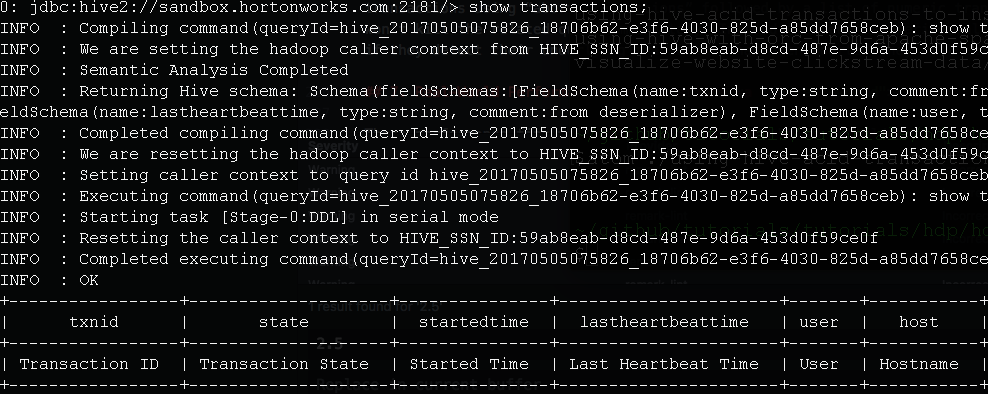 0: jdbc:hive2://sandbox.hortonworks.com:2181/> show transactions;
INFO  : Compiling command(queryId=hive_20170505075826_18706b62-e3f6-4030-825d-a85dd7658ceb): show t
INFO  : We are setting the hadoop caller context from HIVE_SSN_ID:59ab8eab-d8cd-487e-9d6a-453d0f59c
INFO  : Semantic Analysis Completed
INFO  : Returning Hive schema: Schema(fieldSchemas:[FieldSchema(name:txnid, type:string, comment:fr
eldSchema(name:lastheartbeattime, type:string, comment:from deserializer), FieldSchema(name:user, t
INFO  : Completed compiling command(queryId=hive_20170505075826_18706b62-e3f6-4030-825d-a85dd7658ce
INFO  : We are resetting the hadoop caller context to HIVE_SSN_ID:59ab8eab-d8cd-487e-9d6a-453d0f59c
INFO  : Setting caller context to query id hive_20170505075826_18706b62-e3f6-4030-825d-a85dd7658ceb
INFO  : Executing command(queryId=hive_20170505075826_18706b62-e3f6-4030-825d-a85dd7658ceb): show t
INFO  : Starting task [Stage-0:DDL] in serial mode
INFO  : Resetting the caller context to HIVE_SSN_ID:59ab8eab-d8cd-487e-9d6a-453d0f59ce0f
INFO  : Completed executing command(queryId=hive_20170505075826_18706b62-e3f6-4030-825d-a85dd7658ce
INFO  : OK
+-----------------+--------------------+---------------+----------------------+-------+-----------+
|      txnid      |       state        |  startedtime  |  lastheartbeattime   | user  |   host    |
+-----------------+--------------------+---------------+----------------------+-------+-----------+
| Transaction ID  | Transaction State  | Started Time  | Last Heartbeat Time  | User  | Hostname  |
+-----------------+--------------------+---------------+----------------------+-------+-----------+